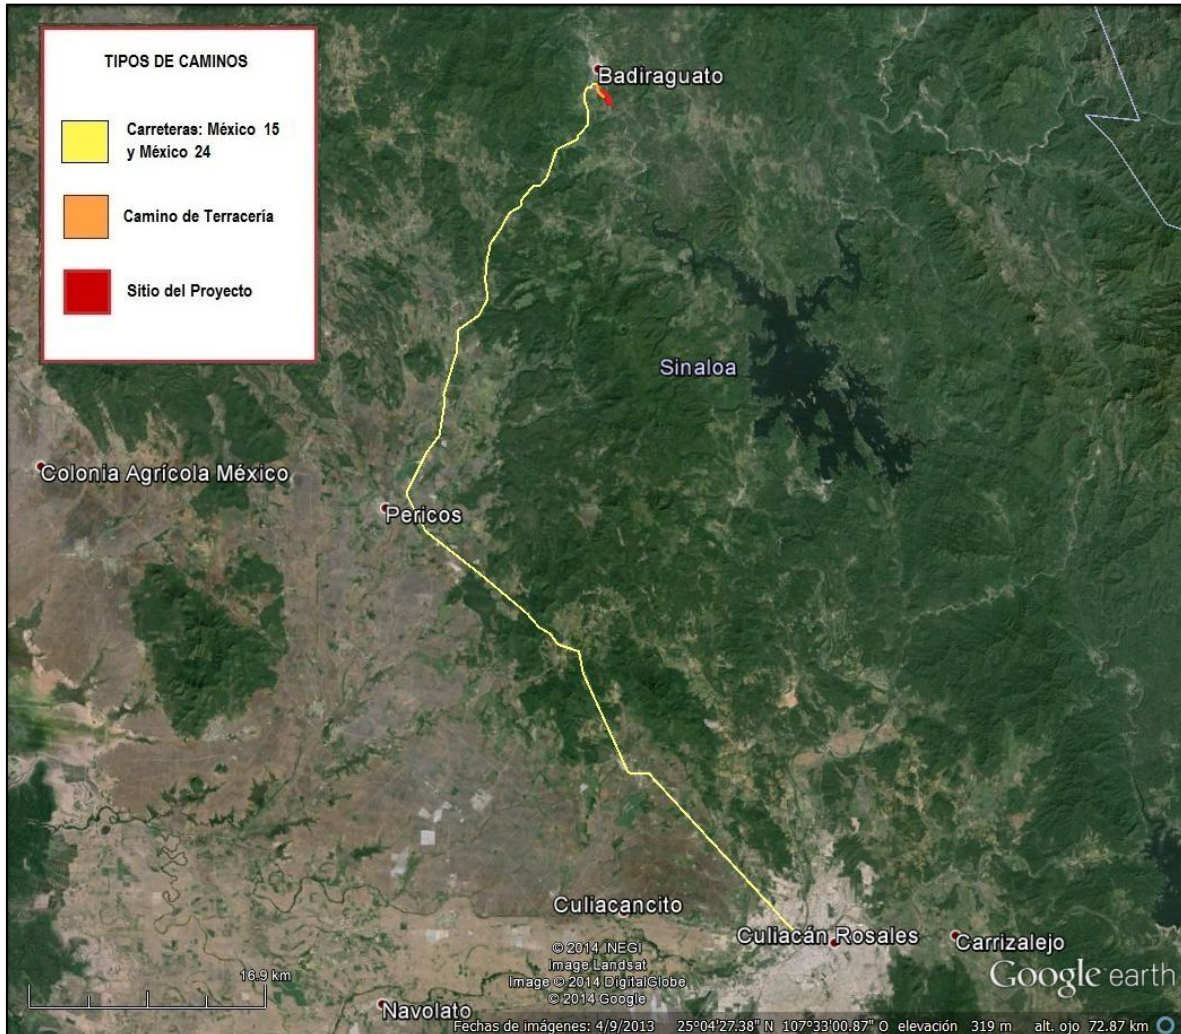 TIPOS DE CAMINOS
Carreteras: México 15
y México 24
Camino de Terracería
Sitio del Proyecto
Badiraguato
Sinaloa
Colonia Agrícola México
Pericos
Culiacancito
Culiacán Rosales
Carrizalejo
Navolato
16.9 km
© 2014 INEGI
Image Landsat
Image © 2014 DigitalGlobe
© 2014 Google
Google earth
Fechas de imágenes: 4/9/2013 25°04'27.38" N 107°33'00.87" O elevación 319 m alt. ojo 72.87 km